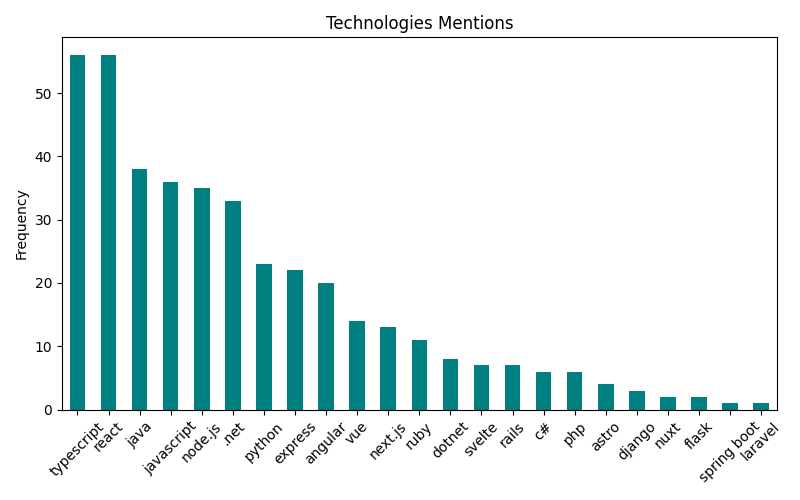 Technologies Mentions
Frequency
50
40
30
20
10
0
typescript
react
java
javascript
node.js
.net
python
express
angular
vue
next.js
ruby
dotnet
svelte
rails
c#
php
astro
django
nuxt
flask
spring boot
laravel